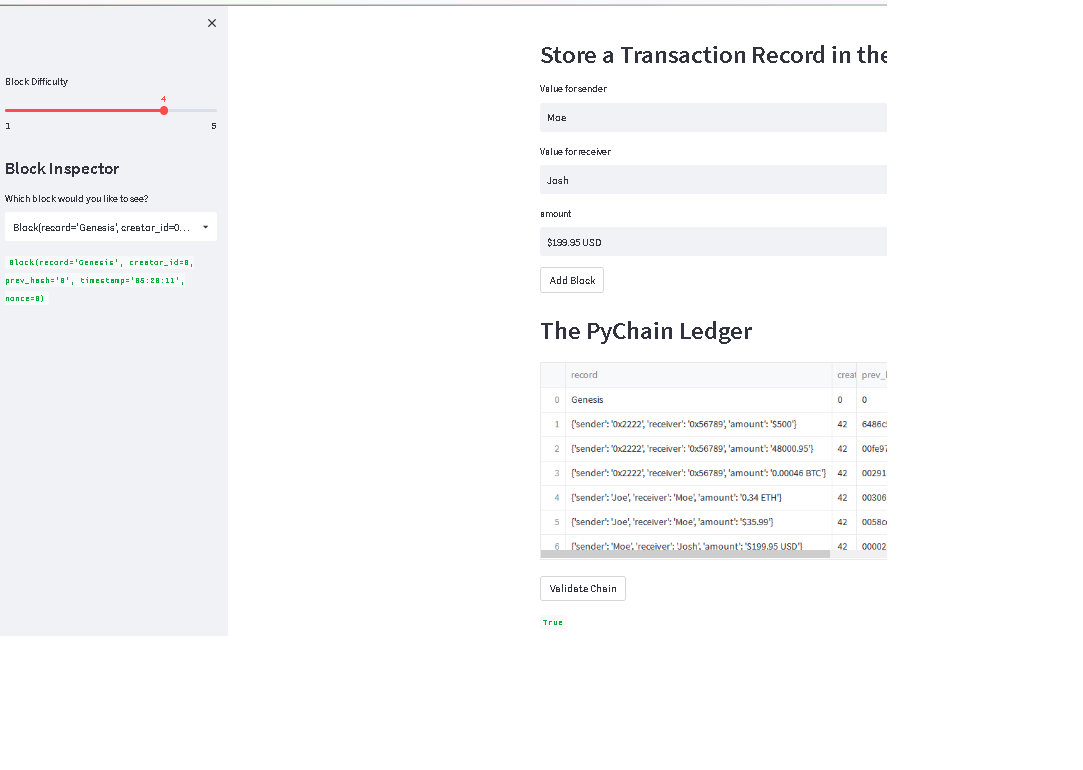 ×
Block Difficulty
4
1 5
Block Inspector
Which block would you like to see?
Block(record='Genesis', creator_id=0...
Block(record='Genesis', creator_id=0,
prev_hash='0', timestamp='05:28:11',
nonce=0)
Store a Transaction Record in the
Value for sender
Moe
Value for receiver
Josh
amount
$199.95 USD
Add Block
The PyChain Ledger
record creat prev_l
0 Genesis 0 0
1 {'sender': '0x2222', 'receiver': '0x56789', 'amount': '$500'} 42 6486c
2 {'sender': '0x2222', 'receiver': '0x56789', 'amount': '48000.95'} 42 00fe97
3 {'sender': '0x2222', 'receiver': '0x56789', 'amount': '0.00046 BTC'} 42 00291
4 {'sender': 'Joe', 'receiver': 'Moe', 'amount': '0.34 ETH'} 42 00306
5 {'sender': 'Joe', 'receiver': 'Moe', 'amount': '$35.99'} 42 0058c
6 {'sender': 'Moe', 'receiver': 'Josh', 'amount': '$199.95 USD'} 42 00002
Validate Chain
True